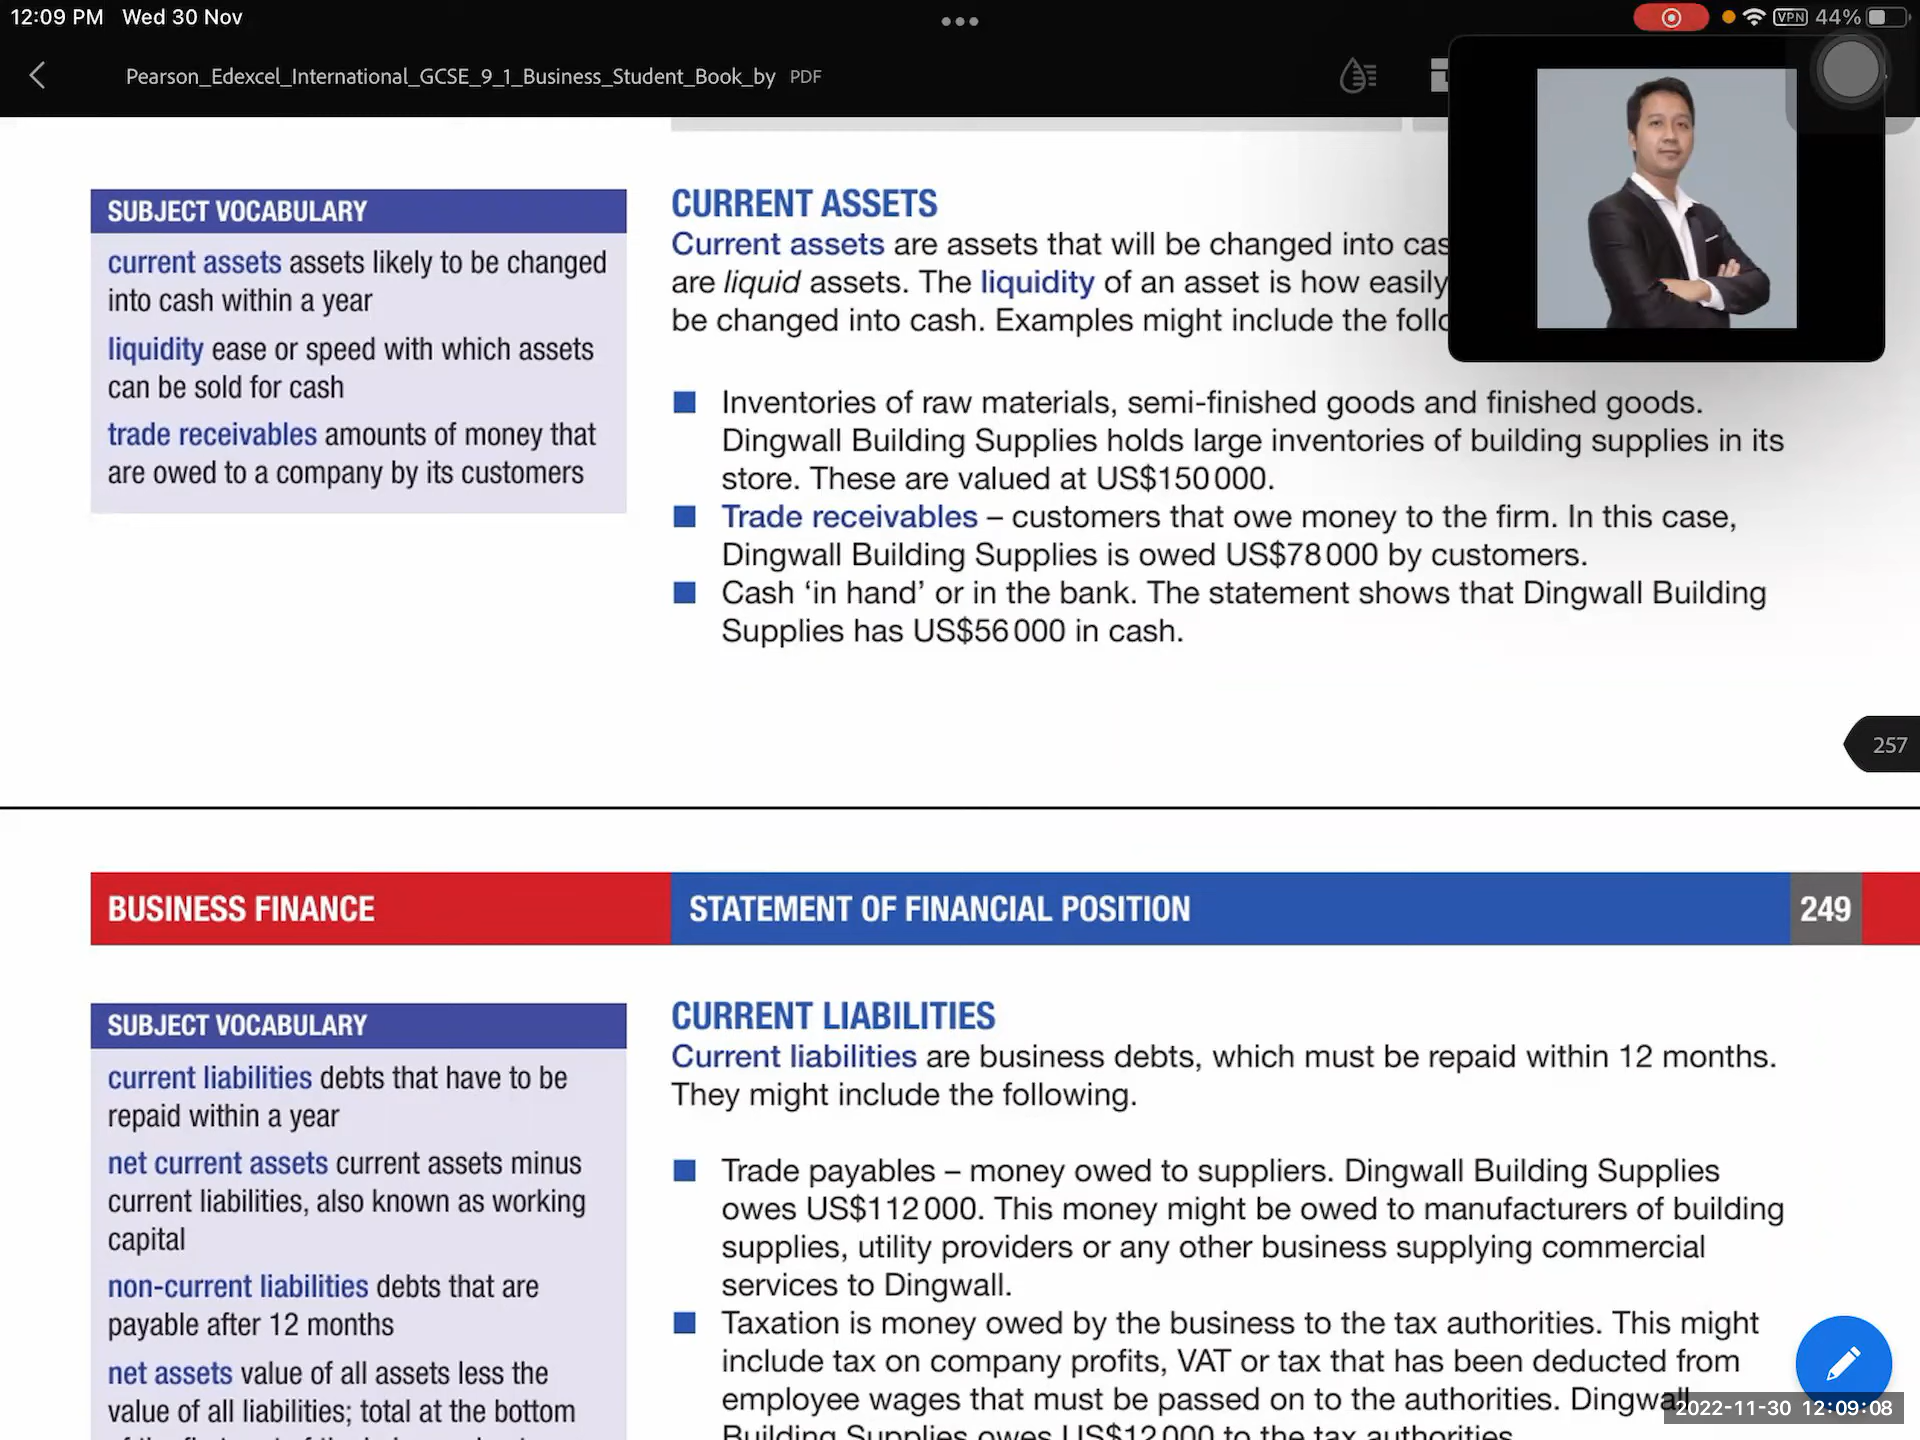 12:09 PM Wed 30 Nov
VPN 44%
Pearson_Edexcel_International_GCSE_9_1_Business_Student_Book_by PDF
SUBJECT VOCABULARY
current assets assets likely to be changed
into cash within a year
liquidity ease or speed with which assets
can be sold for cash
trade receivables amounts of money that
are owed to a company by its customers
CURRENT ASSETS
Current assets are assets that will be changed into cas
are liquid assets. The liquidity of an asset is how easily
be changed into cash. Examples might include the follo
■ Inventories of raw materials, semi-finished goods and finished goods.
Dingwall Building Supplies holds large inventories of building supplies in its
store. These are valued at US$150 000.
■ Trade receivables – customers that owe money to the firm. In this case,
Dingwall Building Supplies is owed US$78 000 by customers.
■ Cash ‘in hand’ or in the bank. The statement shows that Dingwall Building
Supplies has US$56 000 in cash.
257
BUSINESS FINANCE STATEMENT OF FINANCIAL POSITION 249
SUBJECT VOCABULARY
current liabilities debts that have to be
repaid within a year
net current assets current assets minus
current liabilities, also known as working
capital
non-current liabilities debts that are
payable after 12 months
net assets value of all assets less the
value of all liabilities; total at the bottom
CURRENT LIABILITIES
Current liabilities are business debts, which must be repaid within 12 months.
They might include the following.
■ Trade payables – money owed to suppliers. Dingwall Building Supplies
owes US$112 000. This money might be owed to manufacturers of building
supplies, utility providers or any other business supplying commercial
services to Dingwall.
■ Taxation is money owed by the business to the tax authorities. This might
include tax on company profits, VAT or tax that has been deducted from
employee wages that must be passed on to the authorities. Dingwall
Building Supplies owes US$12 000 to the tax authorities.
2022-11-30 12:09:08